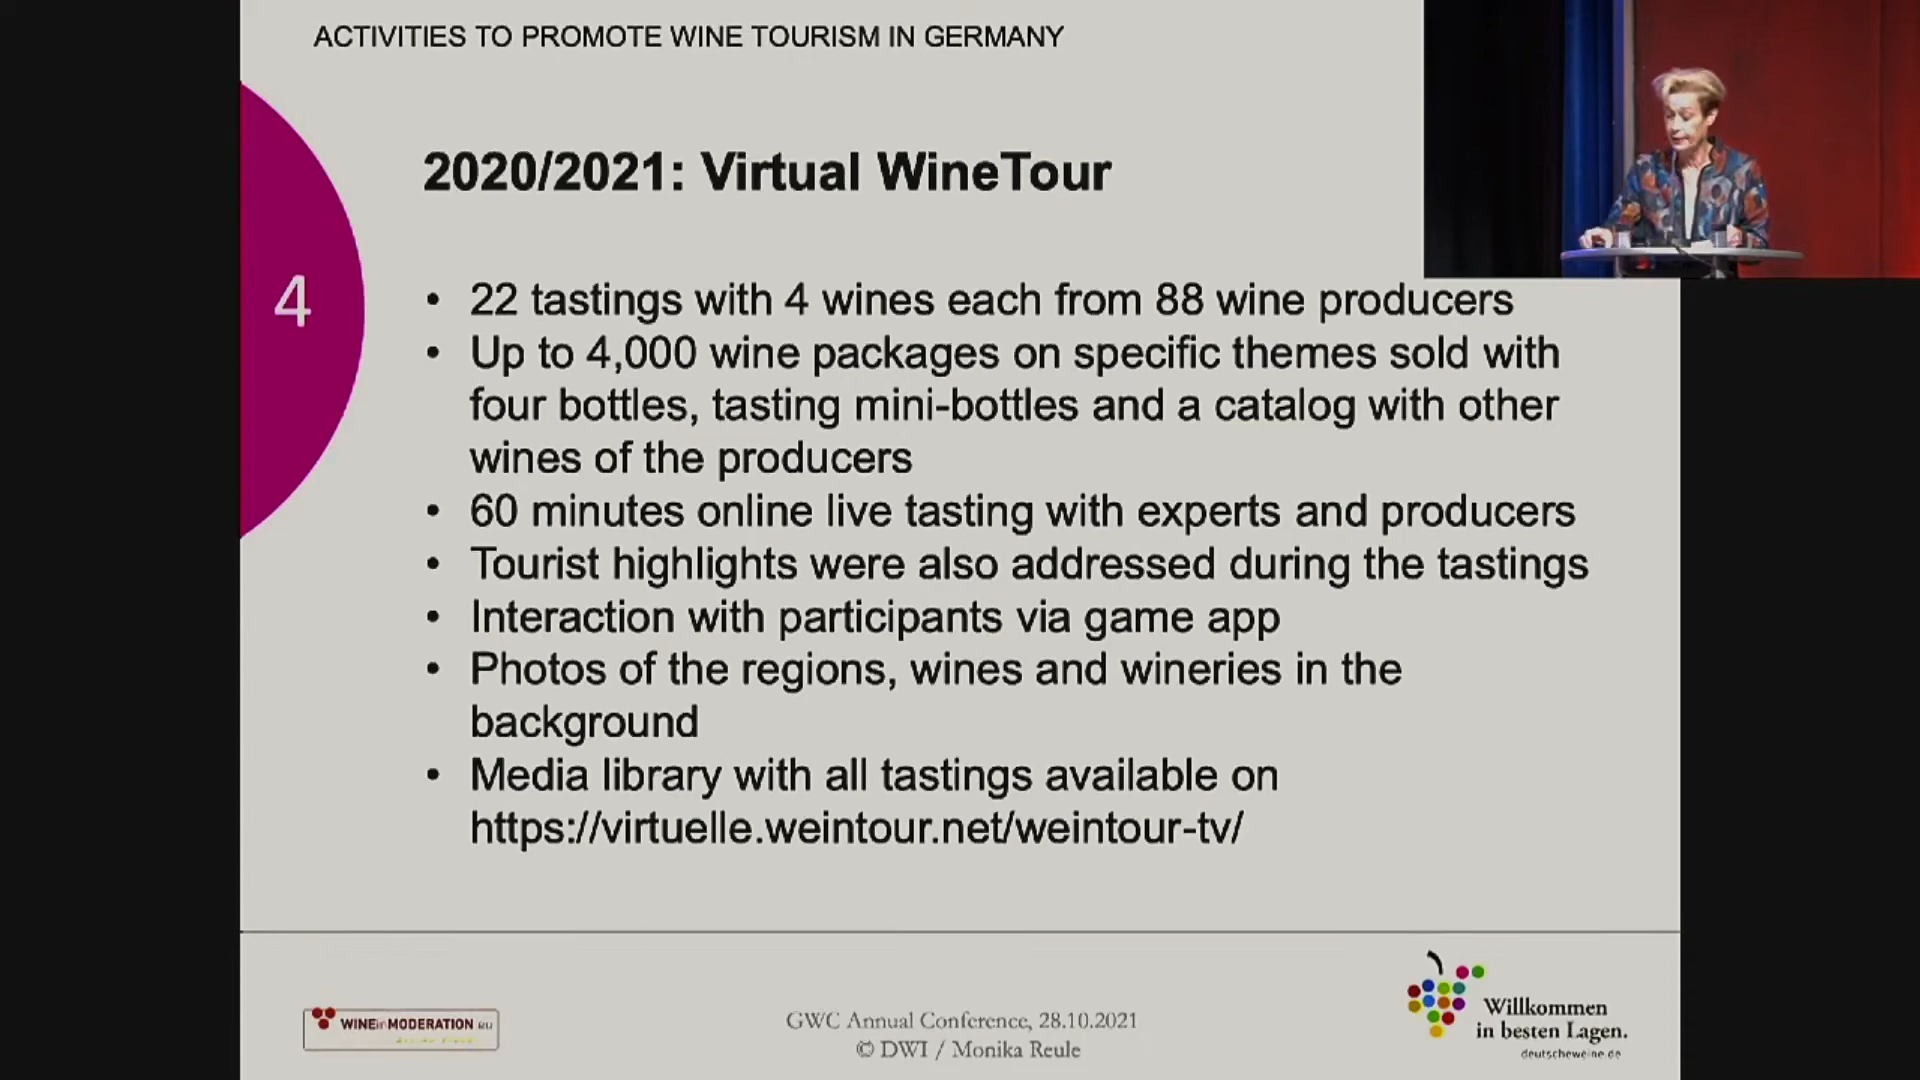 ACTIVITIES TO PROMOTE WINE TOURISM IN GERMANY
4
2020/2021: Virtual WineTour
• 22 tastings with 4 wines each from 88 wine producers
• Up to 4,000 wine packages on specific themes sold with
four bottles, tasting mini-bottles and a catalog with other
wines of the producers
• 60 minutes online live tasting with experts and producers
• Tourist highlights were also addressed during the tastings
• Interaction with participants via game app
• Photos of the regions, wines and wineries in the
background
• Media library with all tastings available on
https://virtuelle.weintour.net/weintour-tv/
WINEinMODERATION EU
GWC Annual Conference, 28.10.2021
© DWI / Monika Reule
Willkommen
in besten Lagen.
deutscheweine.de